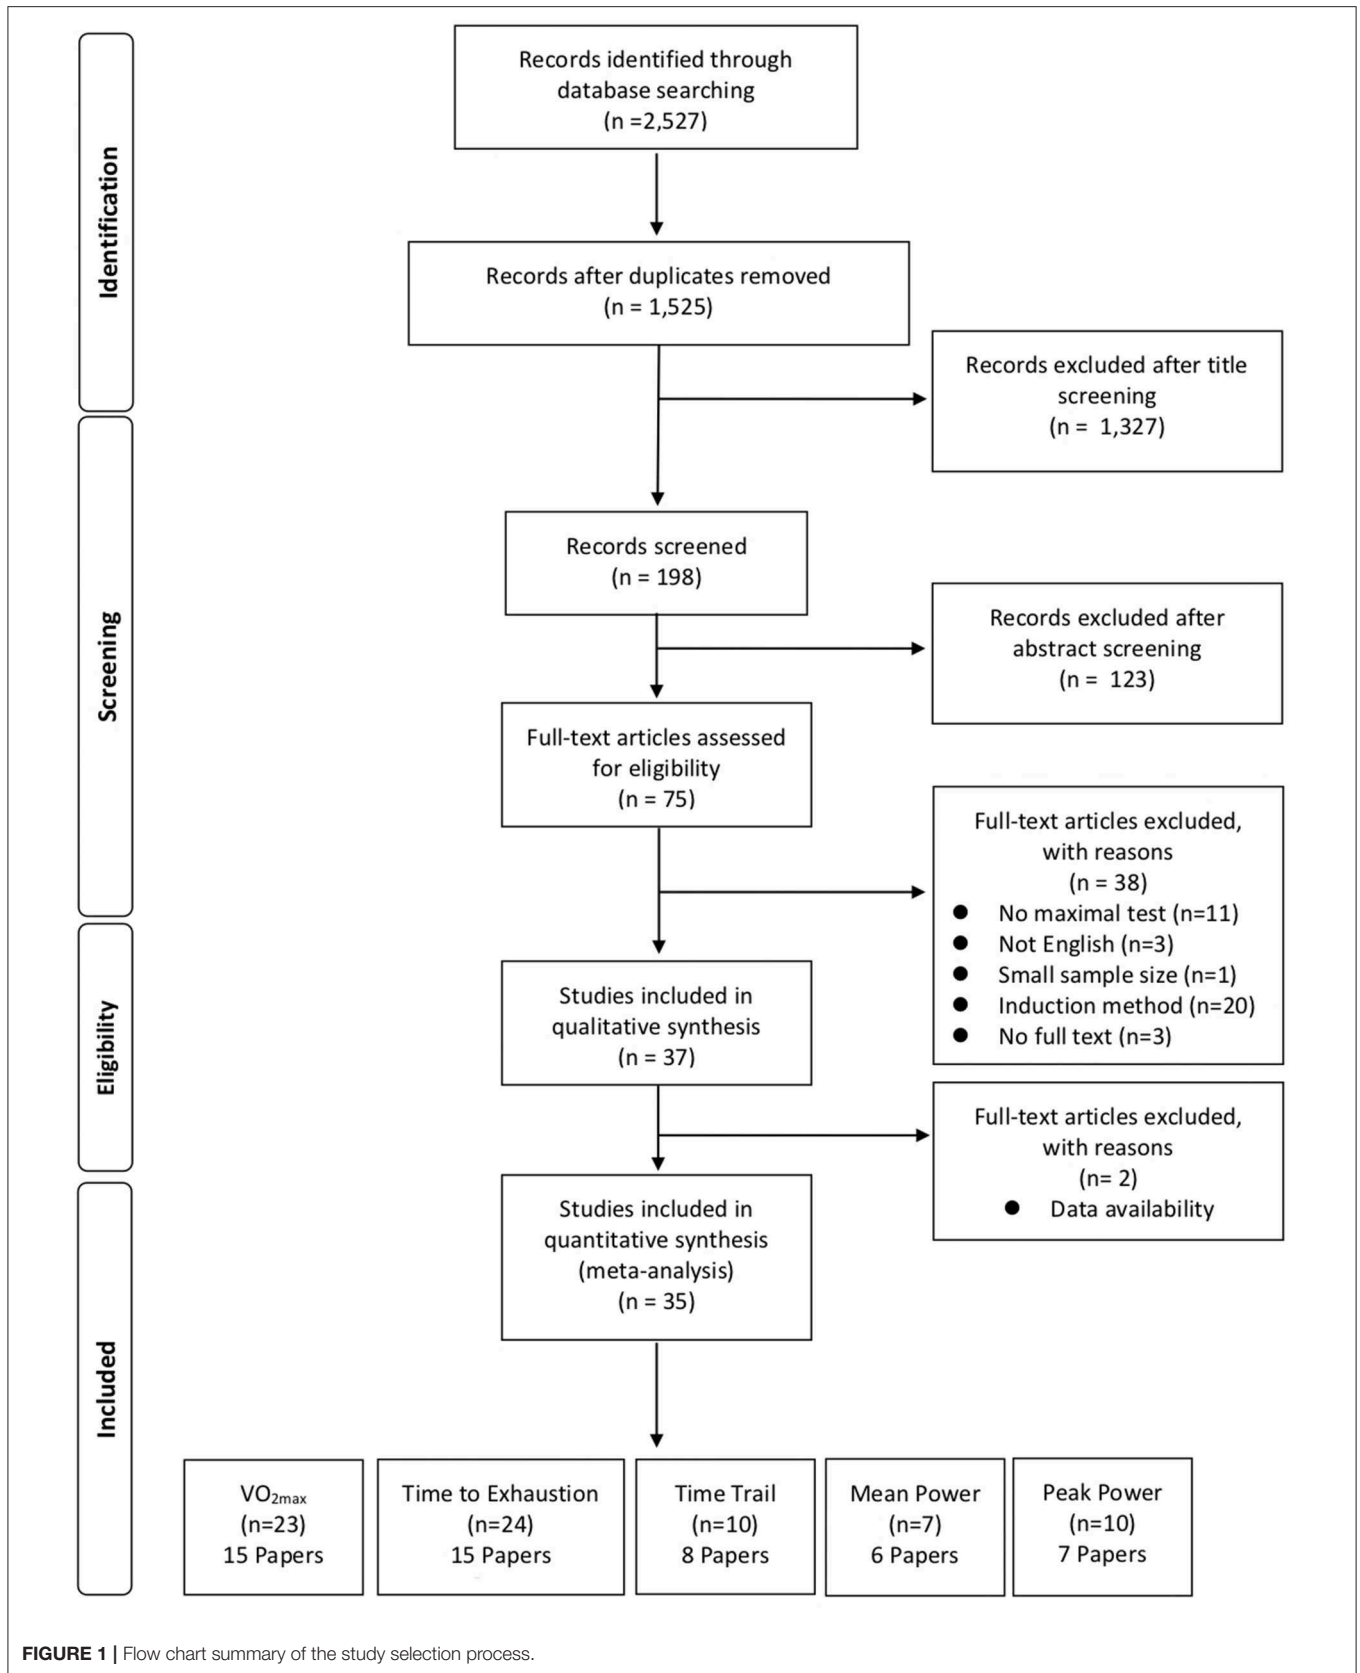 Identification
Records identified through
database searching
(n =2,527)
Records after duplicates removed
(n = 1,525)
Records excluded after title
screening
(n =  1,327)
Screening
Records screened
(n = 198)
Records excluded after
abstract screening
(n =  123)
Full-text articles assessed
for eligibility
(n = 75)
Full-text articles excluded,
with reasons
(n = 38)
● No maximal test (n=11)
● Not English (n=3)
● Small sample size (n=1)
● Induction method (n=20)
● No full text (n=3)
Eligibility
Studies included in
qualitative synthesis
(n = 37)
Full-text articles excluded,
with reasons
(n= 2)
● Data availability
Included
Studies included in
quantitative synthesis
(meta-analysis)
(n = 35)
VO2max
(n=23)
15 Papers
Time to Exhaustion
(n=24)
15 Papers
Time Trail
(n=10)
8 Papers
Mean Power
(n=7)
6 Papers
Peak Power
(n=10)
7 Papers
FIGURE 1 | Flow chart summary of the study selection process.